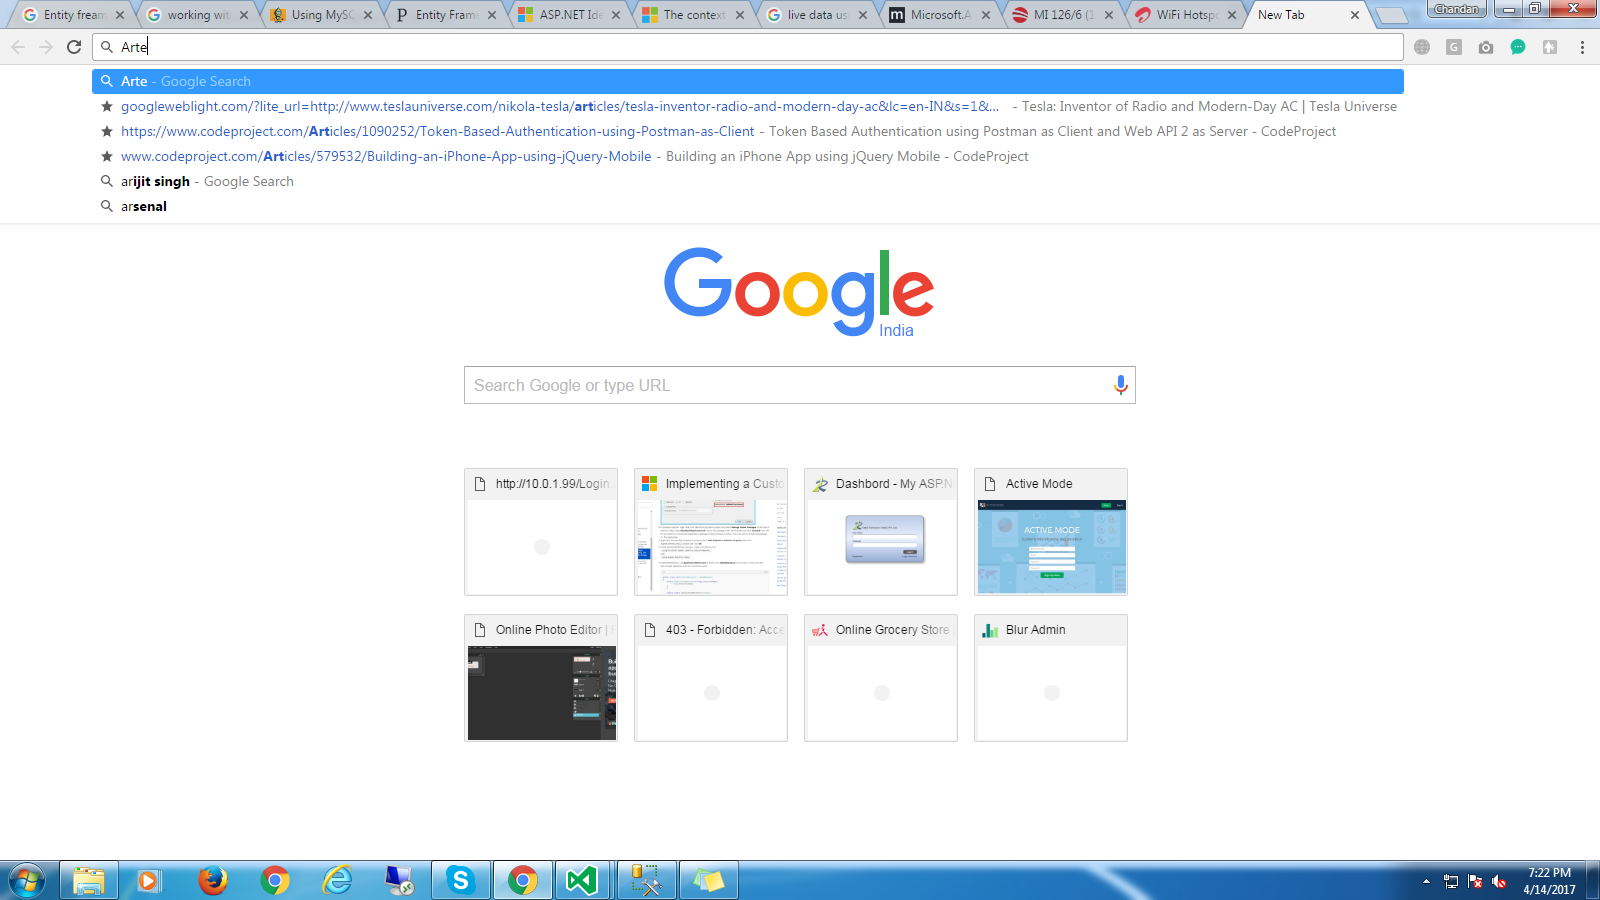 Entity fram
working wit
Using MySQ
Entity Frame
ASP.NET Ide
The context
live data us
Microsoft.A
MI 126/6 (1
WiFi Hotsp
New Tab
Chandan
Arte
Arte - Google Search
googleweblight.com/?lite_url=http://www.teslauniverse.com/nikola-tesla/articles/tesla-inventor-radio-and-modern-day-ac&lc=en-IN&s=1&... - Tesla: Inventor of Radio and Modern-Day AC | Tesla Universe
https://www.codeproject.com/Articles/1090252/Token-Based-Authentication-using-Postman-as-Client - Token Based Authentication using Postman as Client and Web API 2 as Server - CodeProject
www.codeproject.com/Articles/579532/Building-an-iPhone-App-using-jQuery-Mobile - Building an iPhone App using jQuery Mobile - CodeProject
arijit singh - Google Search
arsenal
Google
India
Search Google or type URL
http://10.0.1.99/Login
Implementing a Custo
Dashbord - My ASP.N
Active Mode
ACTIVE MODE
Online Photo Editor |
403 - Forbidden: Acce
Online Grocery Store
Blur Admin
7:22 PM
4/14/2017